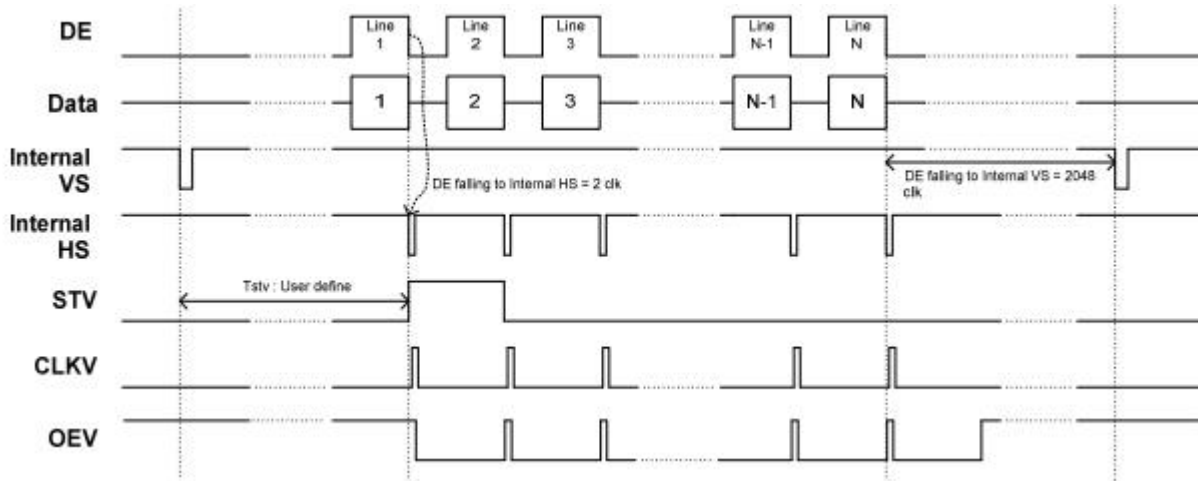 DE
Line 1
Line 2
Line 3
Line N-1
Line N
Data
1
2
3
N-1
N
Internal VS
DE falling to Internal HS = 2 clk
DE falling to Internal VS = 2048 clk
Internal HS
Tstv : User define
STV
CLKV
OEV